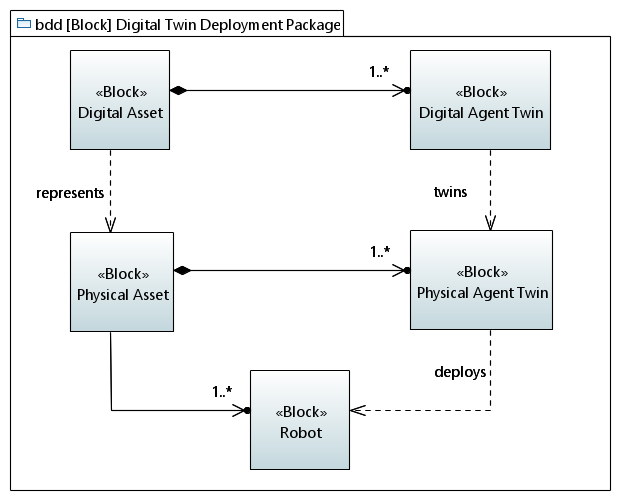 bdd [Block] Digital Twin Deployment Package
«Block»
Digital Asset
1..*
«Block»
Digital Agent Twin
represents
twins
«Block»
Physical Asset
1..*
«Block»
Physical Agent Twin
deploys
1..*
«Block»
Robot